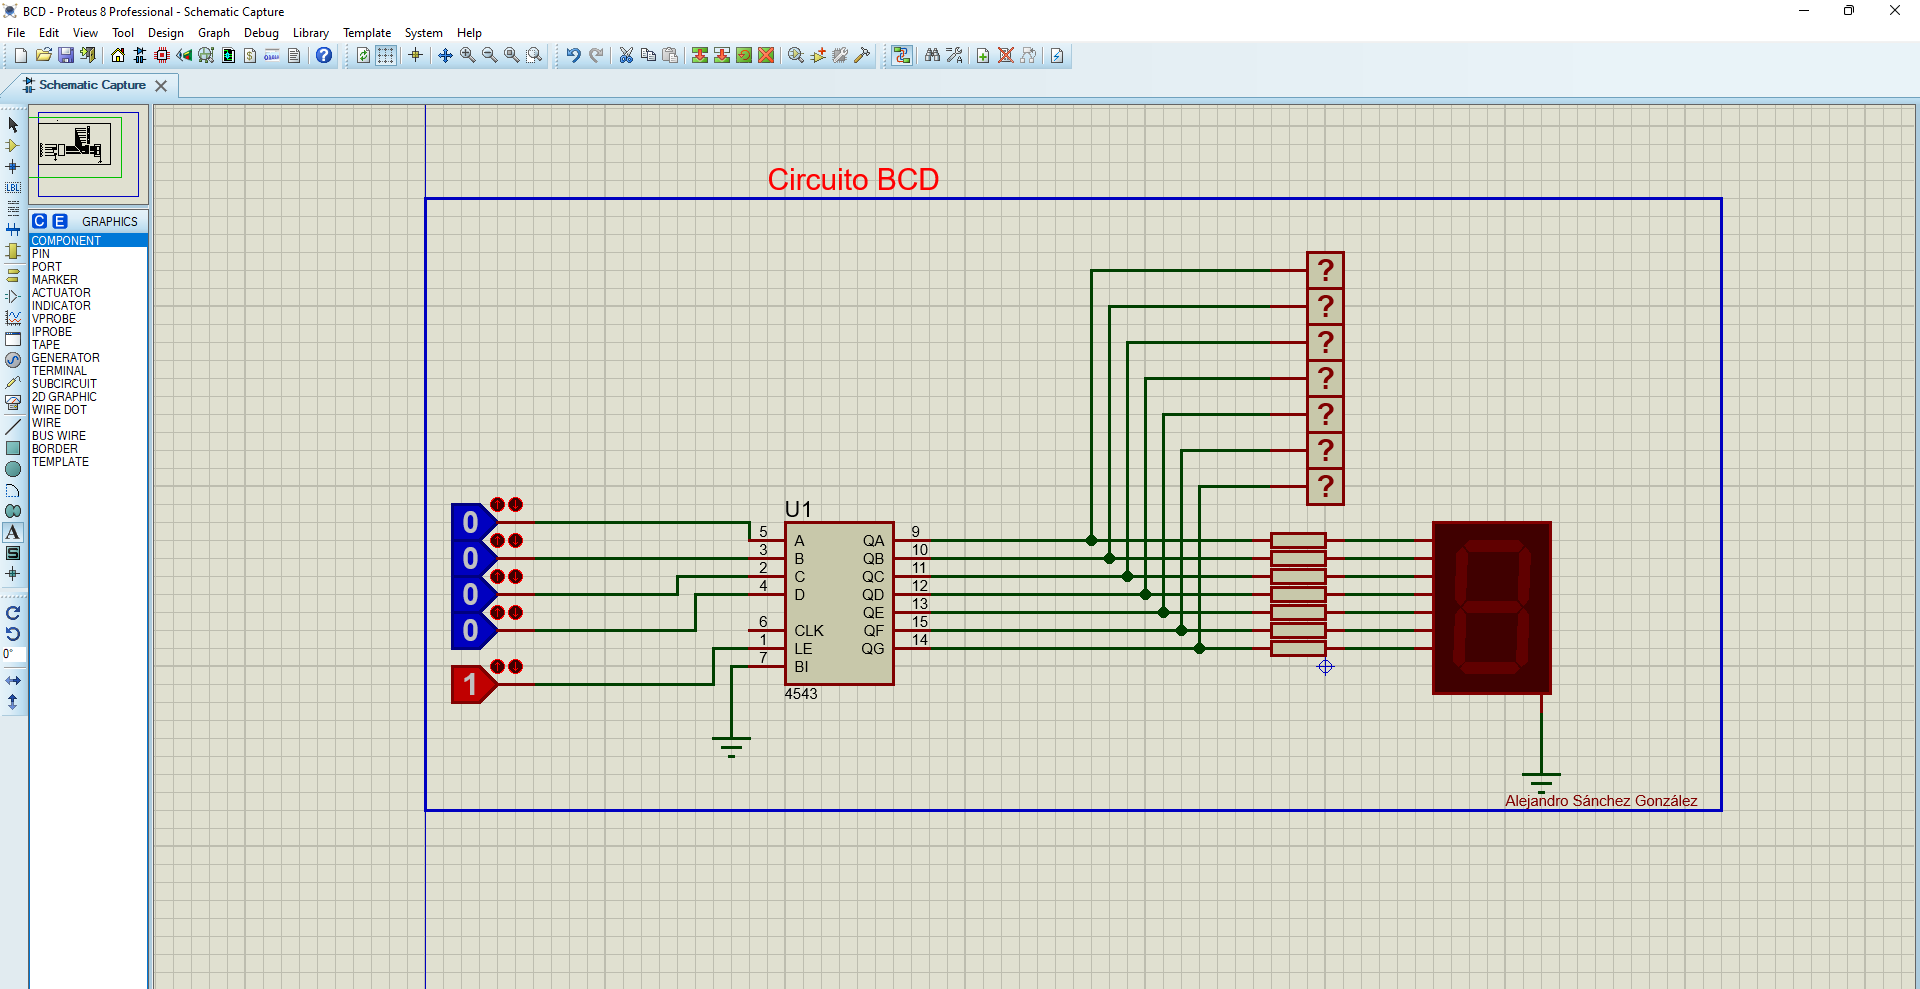 BCD - Proteus 8 Professional - Schematic Capture
File Edit View Tool Design Graph Debug Library Template System Help
Schematic Capture
C E GRAPHICS
COMPONENT
PIN
PORT
MARKER
ACTUATOR
INDICATOR
VPROBE
IPROBE
TAPE
GENERATOR
TERMINAL
SUBCIRCUIT
2D GRAPHIC
WIRE DOT
WIRE
BUS WIRE
BORDER
TEMPLATE
LBL
A
S
0°
Circuito BCD
?
?
?
?
?
?
?
0
0
0
0
1
U1
5 A QA 9
3 B QB 10
2 C QC 11
4 D QD 12
QE 13
6 CLK QF 15
1 LE QG 14
7 BI
4543
Alejandro Sánchez González